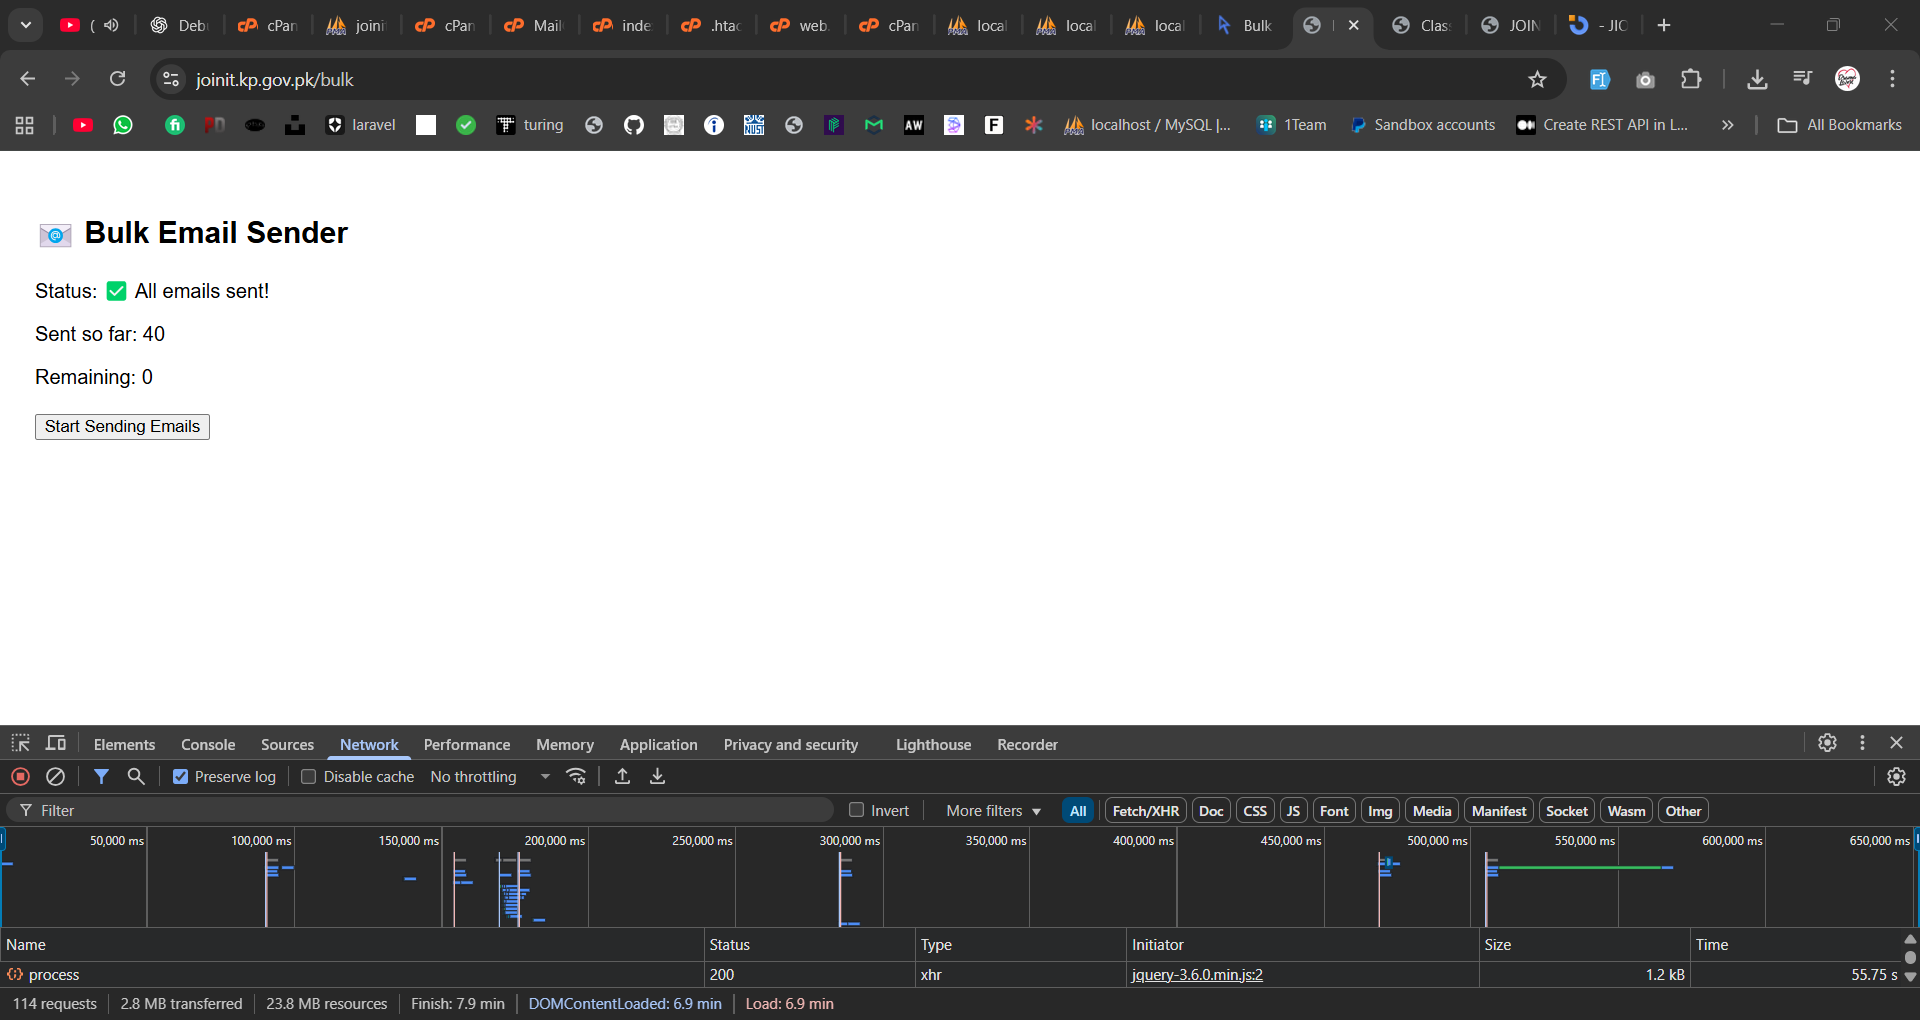 (
Debu
cPan
joini
cPan
Mail
inde
.htac
web.
cPan
local
local
local
Bulk
Clas
JOIN
- JIC
joinit.kp.gov.pk/bulk
laravel
turing
AW
localhost / MySQL |...
1Team
Sandbox accounts
Create REST API in L...
All Bookmarks
Bulk Email Sender
Status: ✅ All emails sent!
Sent so far: 40
Remaining: 0
Start Sending Emails
Elements Console Sources Network Performance Memory Application Privacy and security Lighthouse Recorder
Preserve log Disable cache No throttling
Filter Invert More filters All Fetch/XHR Doc CSS JS Font Img Media Manifest Socket Wasm Other
50,000 ms 100,000 ms 150,000 ms 200,000 ms 250,000 ms 300,000 ms 350,000 ms 400,000 ms 450,000 ms 500,000 ms 550,000 ms 600,000 ms 650,000 ms
Name Status Type Initiator Size Time
process 200 xhr jquery-3.6.0.min.js:2 1.2 kB 55.75 s
114 requests 2.8 MB transferred 23.8 MB resources Finish: 7.9 min DOMContentLoaded: 6.9 min Load: 6.9 min